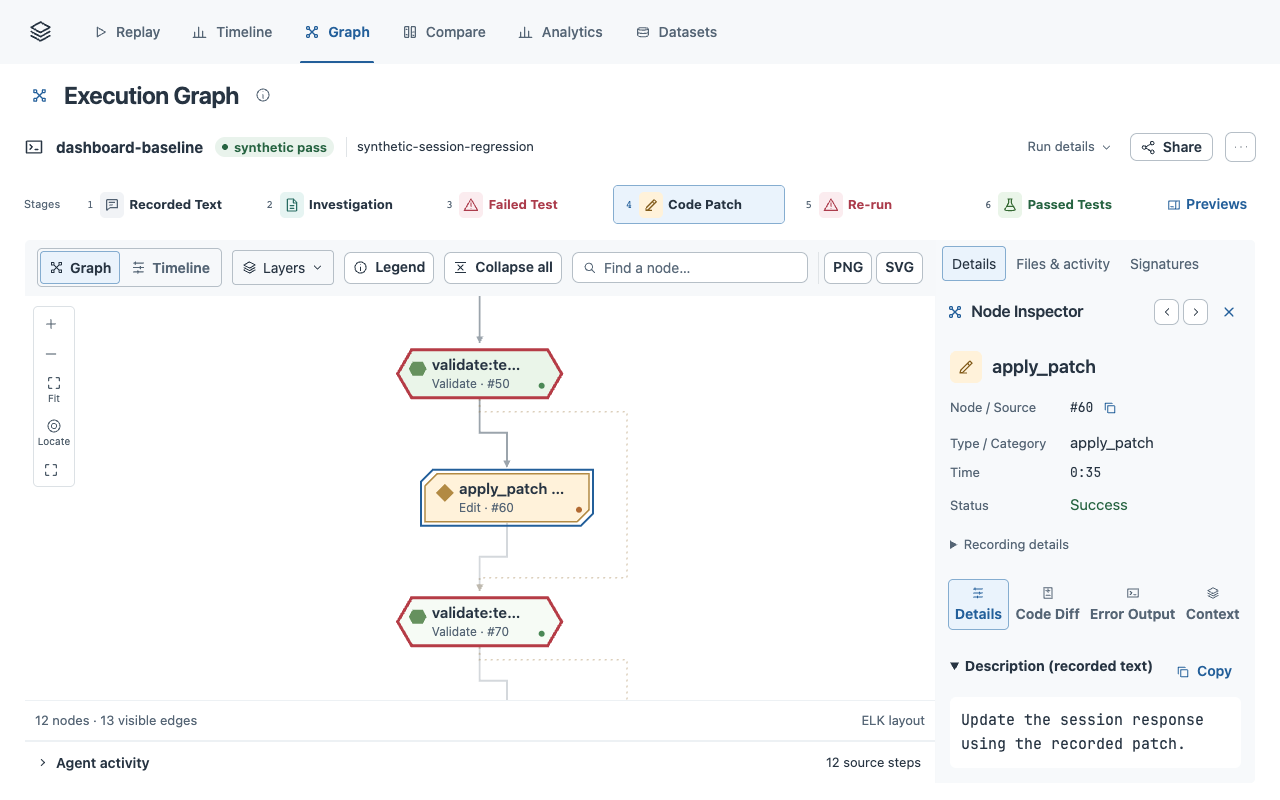 Replay Timeline Graph Compare Analytics Datasets
Execution Graph
dashboard-baseline synthetic pass synthetic-session-regression Run details Share
Stages 1 Recorded Text 2 Investigation 3 Failed Test 4 Code Patch 5 Re-run 6 Passed Tests Previews
Graph Timeline Layers Legend Collapse all Find a node... PNG SVG
Details Files & activity Signatures
Node Inspector
Fit
Locate
validate:te...
Validate · #50
apply_patch ...
Edit · #60
validate:te...
Validate · #70
apply_patch
Node / Source #60
Type / Category apply_patch
Time 0:35
Status Success
Recording details
Details Code Diff Error Output Context
Description (recorded text) Copy
Update the session response
using the recorded patch.
12 nodes · 13 visible edges ELK layout
Agent activity 12 source steps